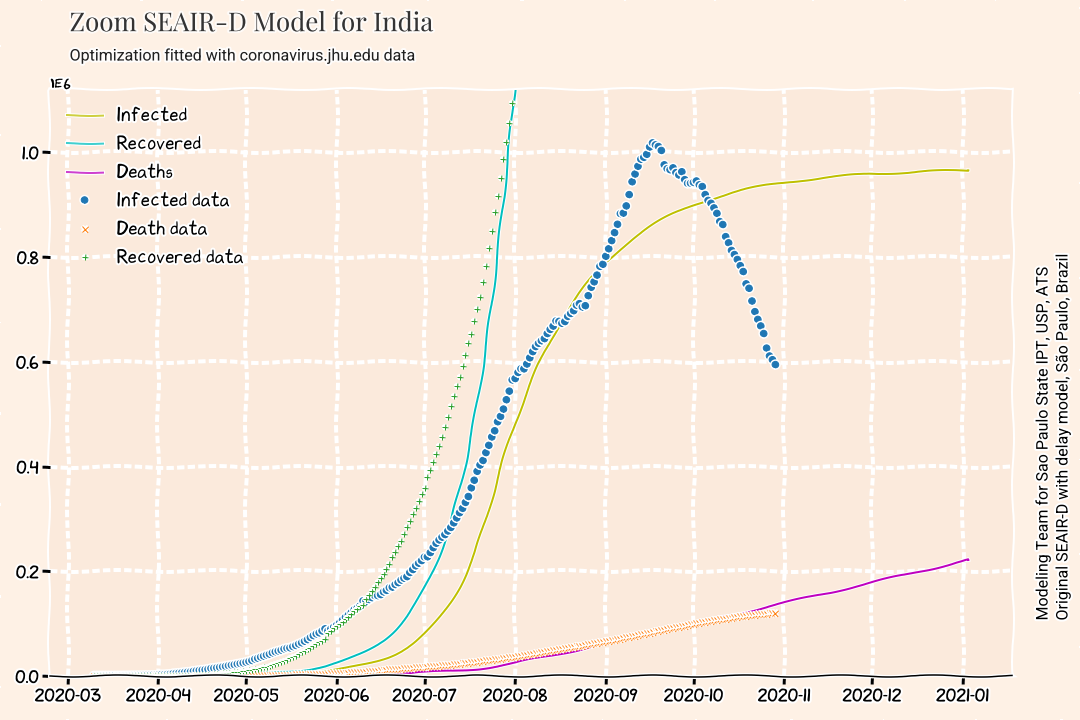 Zoom SEAIR-D Model for India
Optimization fitted with coronavirus.jhu.edu data
1E6
Infected
Recovered
Deaths
Infected data
Death data
Recovered data
1.0
0.8
0.6
0.4
0.2
0.0
2020-03 2020-04 2020-05 2020-06 2020-07 2020-08 2020-09 2020-10 2020-11 2020-12 2021-01
Modeling Team for Sao Paulo State IPT, USP, ATS
Original SEAIR-D with delay model, São Paulo, Brazil